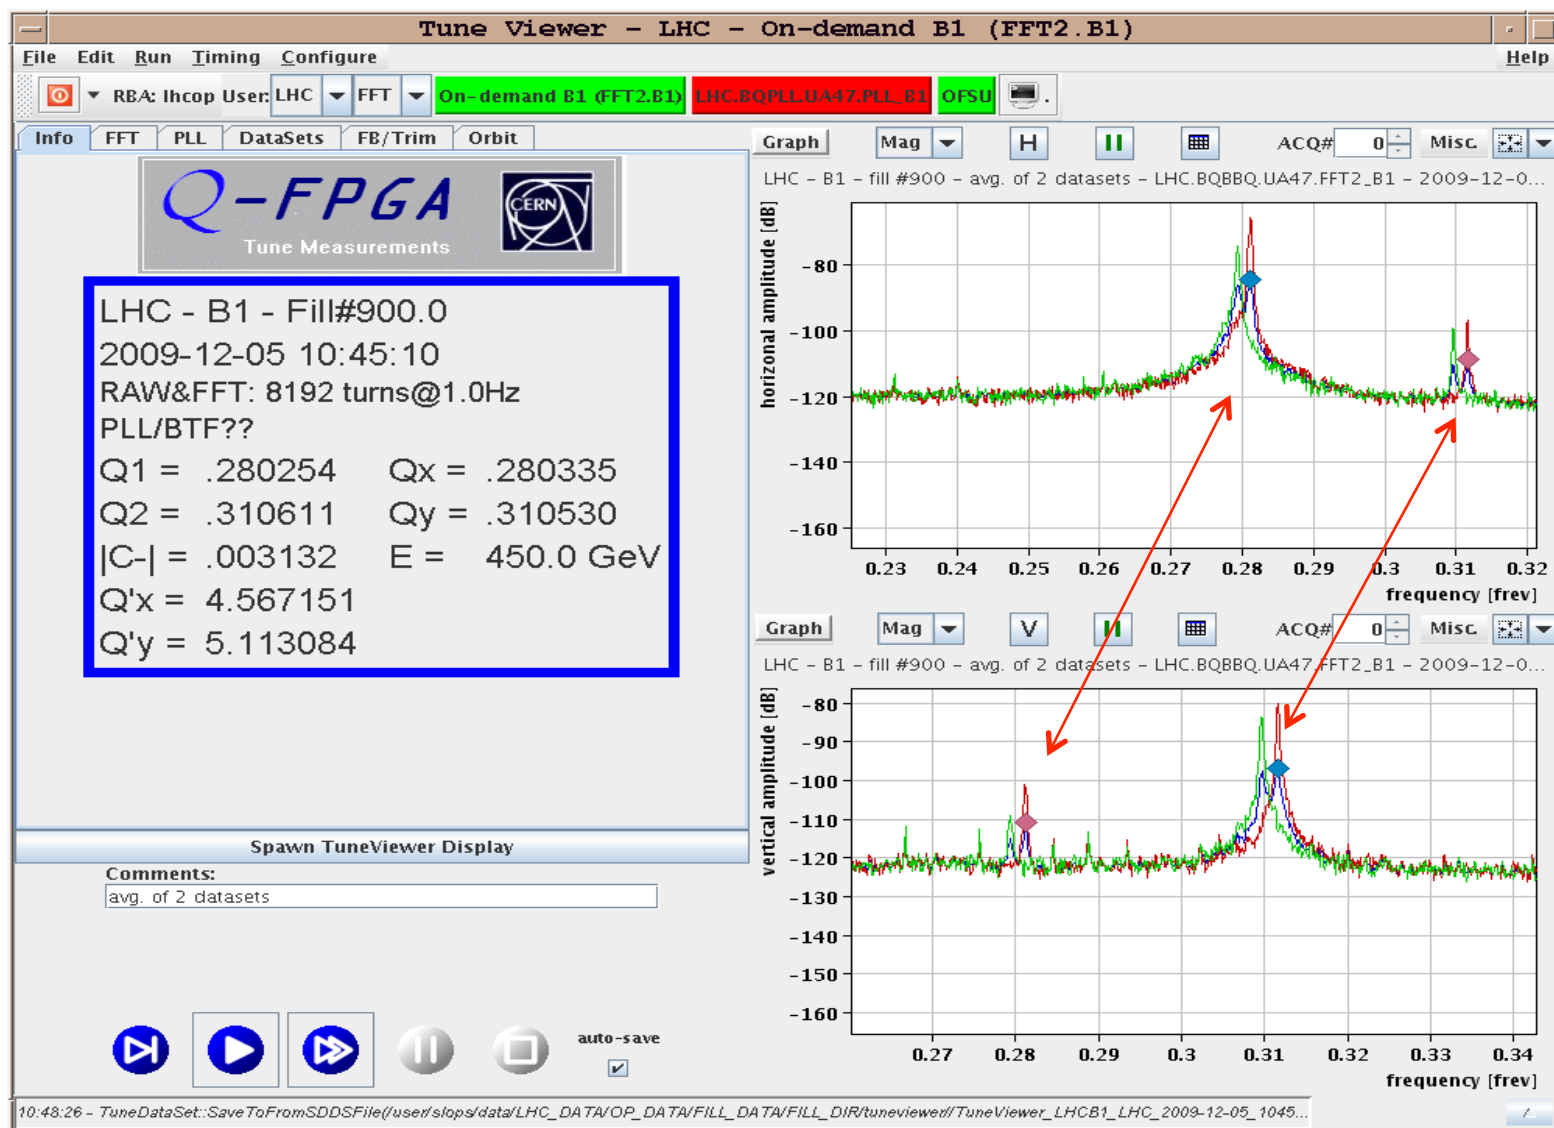 Tune Viewer - LHC - On-demand B1 (FFT2.B1)
File Edit Run Timing Configure Help
RBA: lhcop User: LHC FFT On-demand B1 (FFT2.B1) LHC.BQPLL.UA47.PLL_B1 OFSU .
Info FFT PLL DataSets FB/Trim Orbit
Q-FPGA
Tune Measurements
CERN
LHC - B1 - Fill#900.0
2009-12-05 10:45:10
RAW&FFT: 8192 turns@1.0Hz
PLL/BTF??
Q1 = .280254 Qx = .280335
Q2 = .310611 Qy = .310530
|C-| = .003132 E = 450.0 GeV
Q'x = 4.567151
Q'y = 5.113084
Spawn TuneViewer Display
Comments:
avg. of 2 datasets
auto-save
Graph Mag H ACQ# 0 Misc.
LHC - B1 - fill #900 - avg. of 2 datasets - LHC.BQBBQ.UA47.FFT2_B1 - 2009-12-0...
horizonal amplitude [dB]
-80
-100
-120
-140
-160
0.23 0.24 0.25 0.26 0.27 0.28 0.29 0.3 0.31 0.32
frequency [frev]
Graph Mag V ACQ# 0 Misc.
LHC - B1 - fill #900 - avg. of 2 datasets - LHC.BQBBQ.UA47.FFT2_B1 - 2009-12-0...
vertical amplitude [dB]
-80
-90
-100
-110
-120
-130
-140
-150
-160
0.27 0.28 0.29 0.3 0.31 0.32 0.33 0.34
frequency [frev]
10:48:26 - TuneDataSet::SaveToFromSDDSFile(/user/slops/data/LHC_DATA/OP_DATA/FILL_DATA/FILL_DIR/tuneviewer//TuneViewer_LHCB1_LHC_2009-12-05_1045...